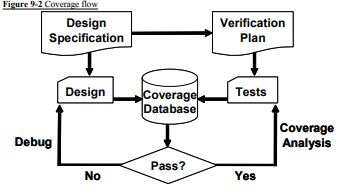 Figure 9-2 Coverage flow
Design
Specification
Verification
Plan
Design
Coverage
Database
Tests
Debug
Coverage
Analysis
Pass?
No
Yes